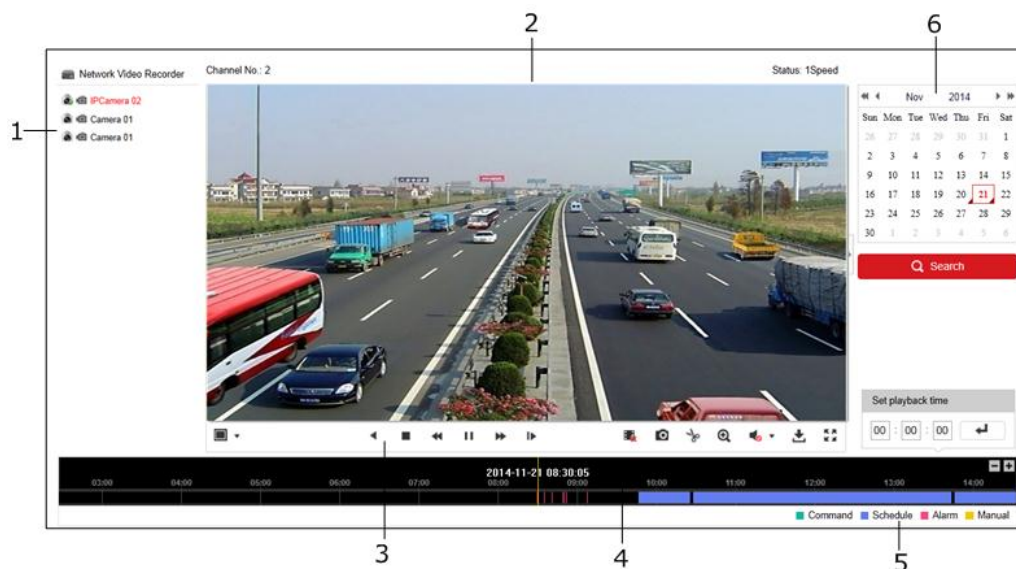 2
6
Network Video Recorder
Channel No.: 2
Status: 1Speed
IPCamera 02
Camera 01
Camera 01
1
Nov 2014
Sun Mon Tue Wed Thu Fri Sat
26 27 28 29 30 31 1
2 3 4 5 6 7 8
9 10 11 12 13 14 15
16 17 18 19 20 21 22
23 24 25 26 27 28 29
30 1 2 3 4 5 6
Search
Set playback time
00 : 00 : 00
2014-11-21 08:30:05
03:00 04:00 05:00 06:00 07:00 08:00 09:00 10:00 11:00 12:00 13:00 14:00
Command Schedule Alarm Manual
3
4
5